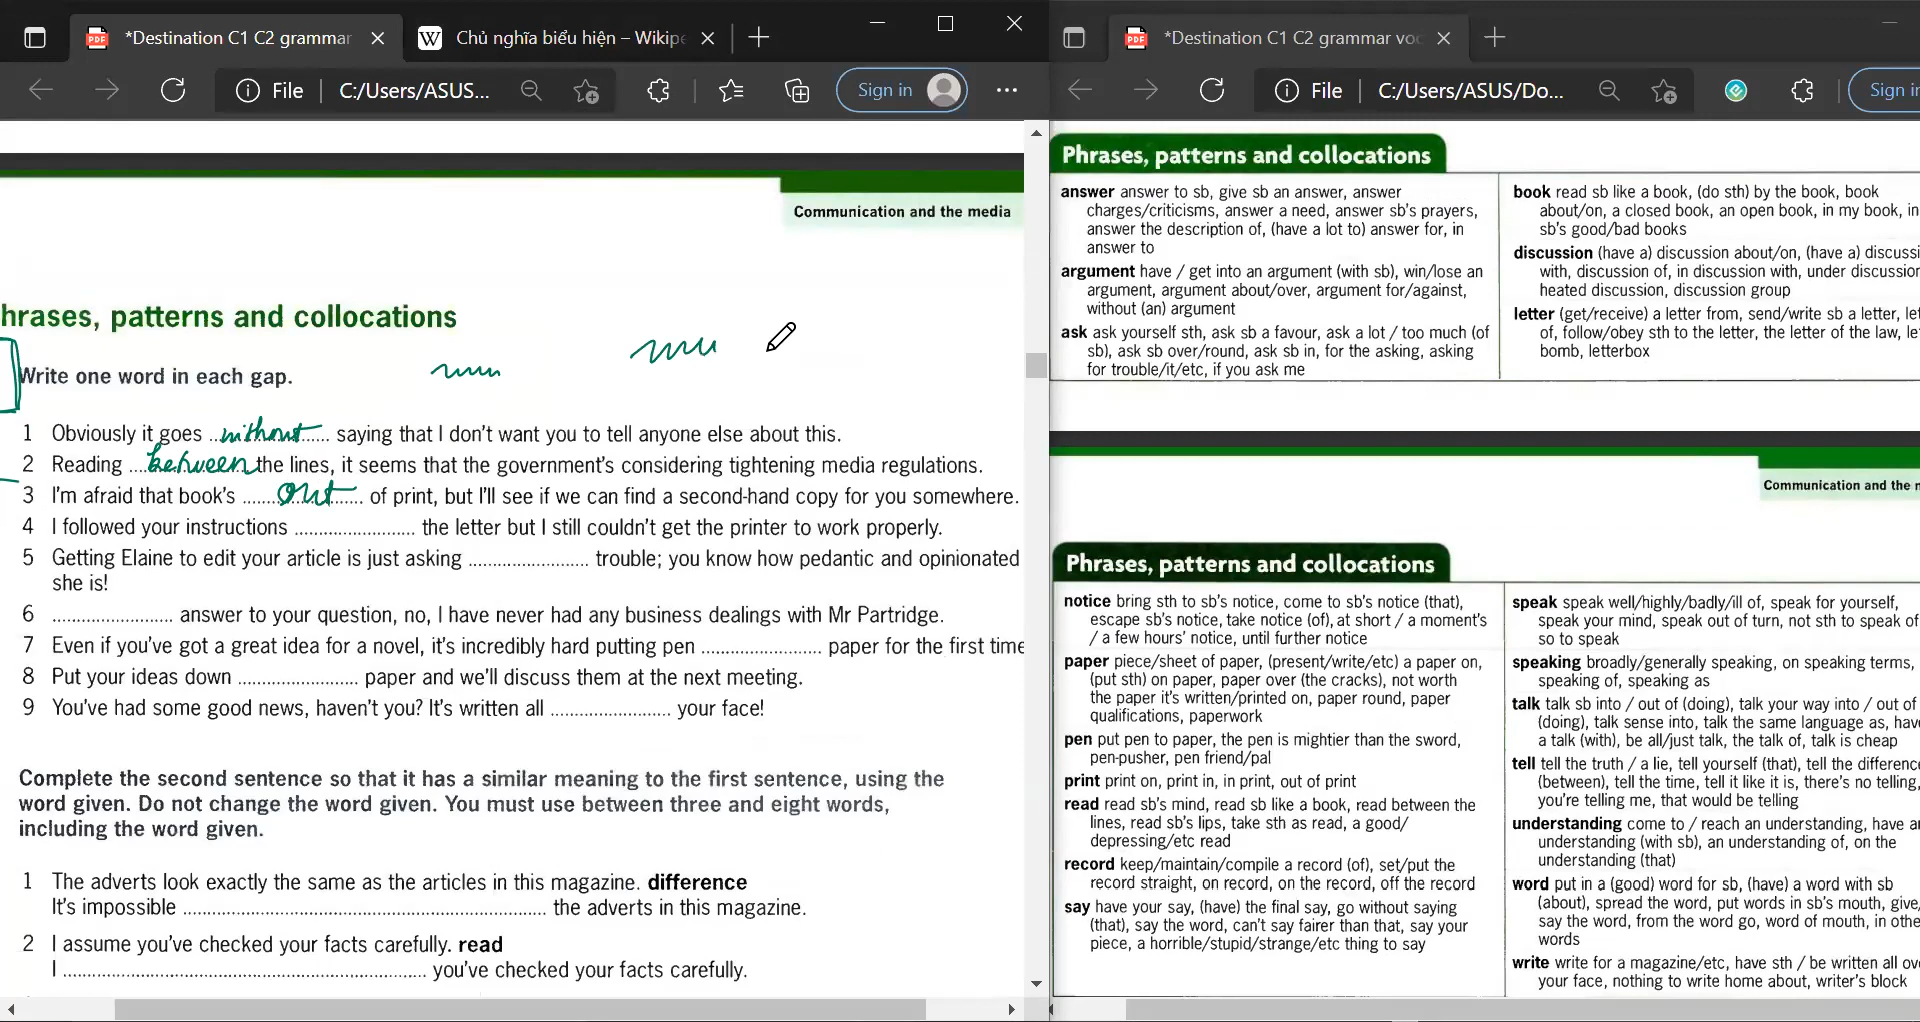 *Destination C1 C2 grammar
Chủ nghĩa biểu hiện – Wikipe
File
C:/Users/ASUS...
Sign in
Communication and the media
hrases, patterns and collocations
Write one word in each gap.
1 Obviously it goes ...without... saying that I don't want you to tell anyone else about this.
2 Reading ...between the lines, it seems that the government's considering tightening media regulations.
3 I'm afraid that book's ...out... of print, but I'll see if we can find a second-hand copy for you somewhere.
4 I followed your instructions ...................... the letter but I still couldn't get the printer to work properly.
5 Getting Elaine to edit your article is just asking ...................... trouble; you know how pedantic and opinionated
she is!
6 ...................... answer to your question, no, I have never had any business dealings with Mr Partridge.
7 Even if you've got a great idea for a novel, it's incredibly hard putting pen ...................... paper for the first time
8 Put your ideas down ...................... paper and we'll discuss them at the next meeting.
9 You've had some good news, haven't you? It's written all ...................... your face!
Complete the second sentence so that it has a similar meaning to the first sentence, using the
word given. Do not change the word given. You must use between three and eight words,
including the word given.
1 The adverts look exactly the same as the articles in this magazine. difference
It's impossible .................................................................. the adverts in this magazine.
2 I assume you've checked your facts carefully. read
I .................................................................. you've checked your facts carefully.
*Destination C1 C2 grammar voc
File
C:/Users/ASUS/Do...
Sign in
Phrases, patterns and collocations
answer answer to sb, give sb an answer, answer
charges/criticisms, answer a need, answer sb's prayers,
answer the description of, (have a lot to) answer for, in
answer to
argument have / get into an argument (with sb), win/lose an
argument, argument about/over, argument for/against,
without (an) argument
ask ask yourself sth, ask sb a favour, ask a lot / too much (of
sb), ask sb over/round, ask sb in, for the asking, asking
for trouble/it/etc, if you ask me
book read sb like a book, (do sth) by the book, book
about/on, a closed book, an open book, in my book, in
sb's good/bad books
discussion (have a) discussion about/on, (have a) discussi
with, discussion of, in discussion with, under discussion
heated discussion, discussion group
letter (get/receive) a letter from, send/write sb a letter, let
of, follow/obey sth to the letter, the letter of the law, le
bomb, letterbox
Communication and the m
Phrases, patterns and collocations
notice bring sth to sb's notice, come to sb's notice (that),
escape sb's notice, take notice (of), at short / a moment's
/ a few hours' notice, until further notice
paper piece/sheet of paper, (present/write/etc) a paper on,
(put sth) on paper, paper over (the cracks), not worth
the paper it's written/printed on, paper round, paper
qualifications, paperwork
pen put pen to paper, the pen is mightier than the sword,
pen-pusher, pen friend/pal
print print on, print in, in print, out of print
read read sb's mind, read sb like a book, read between the
lines, read sb's lips, take sth as read, a good/
depressing/etc read
record keep/maintain/compile a record (of), set/put the
record straight, on record, on the record, off the record
say have your say, (have) the final say, go without saying
(that), say the word, can't say fairer than that, say your
piece, a horrible/stupid/strange/etc thing to say
speak speak well/highly/badly/ill of, speak for yourself,
speak your mind, speak out of turn, not sth to speak of
so to speak
speaking broadly/generally speaking, on speaking terms,
speaking of, speaking as
talk talk sb into / out of (doing), talk your way into / out of
(doing), talk sense into, talk the same language as, hav
a talk (with), be all/just talk, the talk of, talk is cheap
tell tell the truth / a lie, tell yourself (that), tell the difference
(between), tell the time, tell it like it is, there's no telling,
you're telling me, that would be telling
understanding come to / reach an understanding, have an
understanding (with sb), an understanding of, on the
understanding (that)
word put in a (good) word for sb, (have) a word with sb
(about), spread the word, put words in sb's mouth, give/
say the word, from the word go, word of mouth, in othe
words
write write for a magazine/etc, have sth / be written all ov
your face, nothing to write home about, writer's block